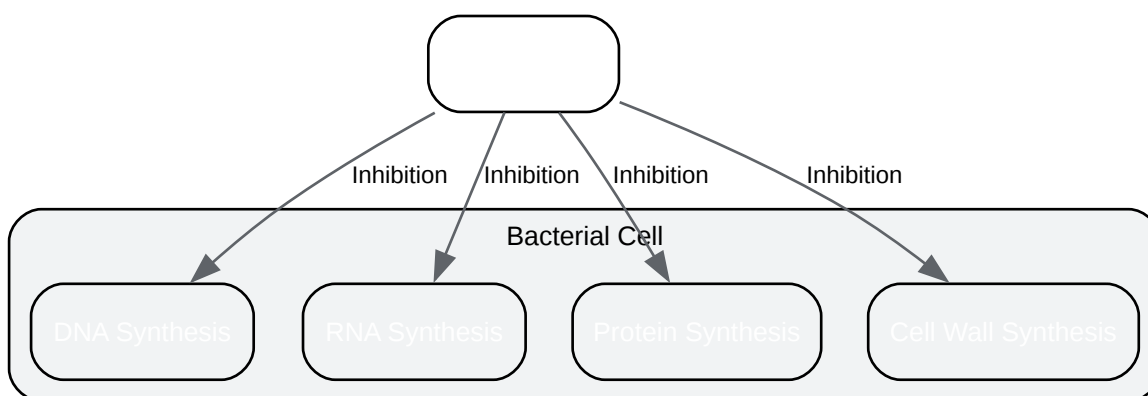 Inhibition
Inhibition
Inhibition
Inhibition
Bacterial Cell
DNA Synthesis
RNA Synthesis
Protein Synthesis
Cell Wall Synthesis